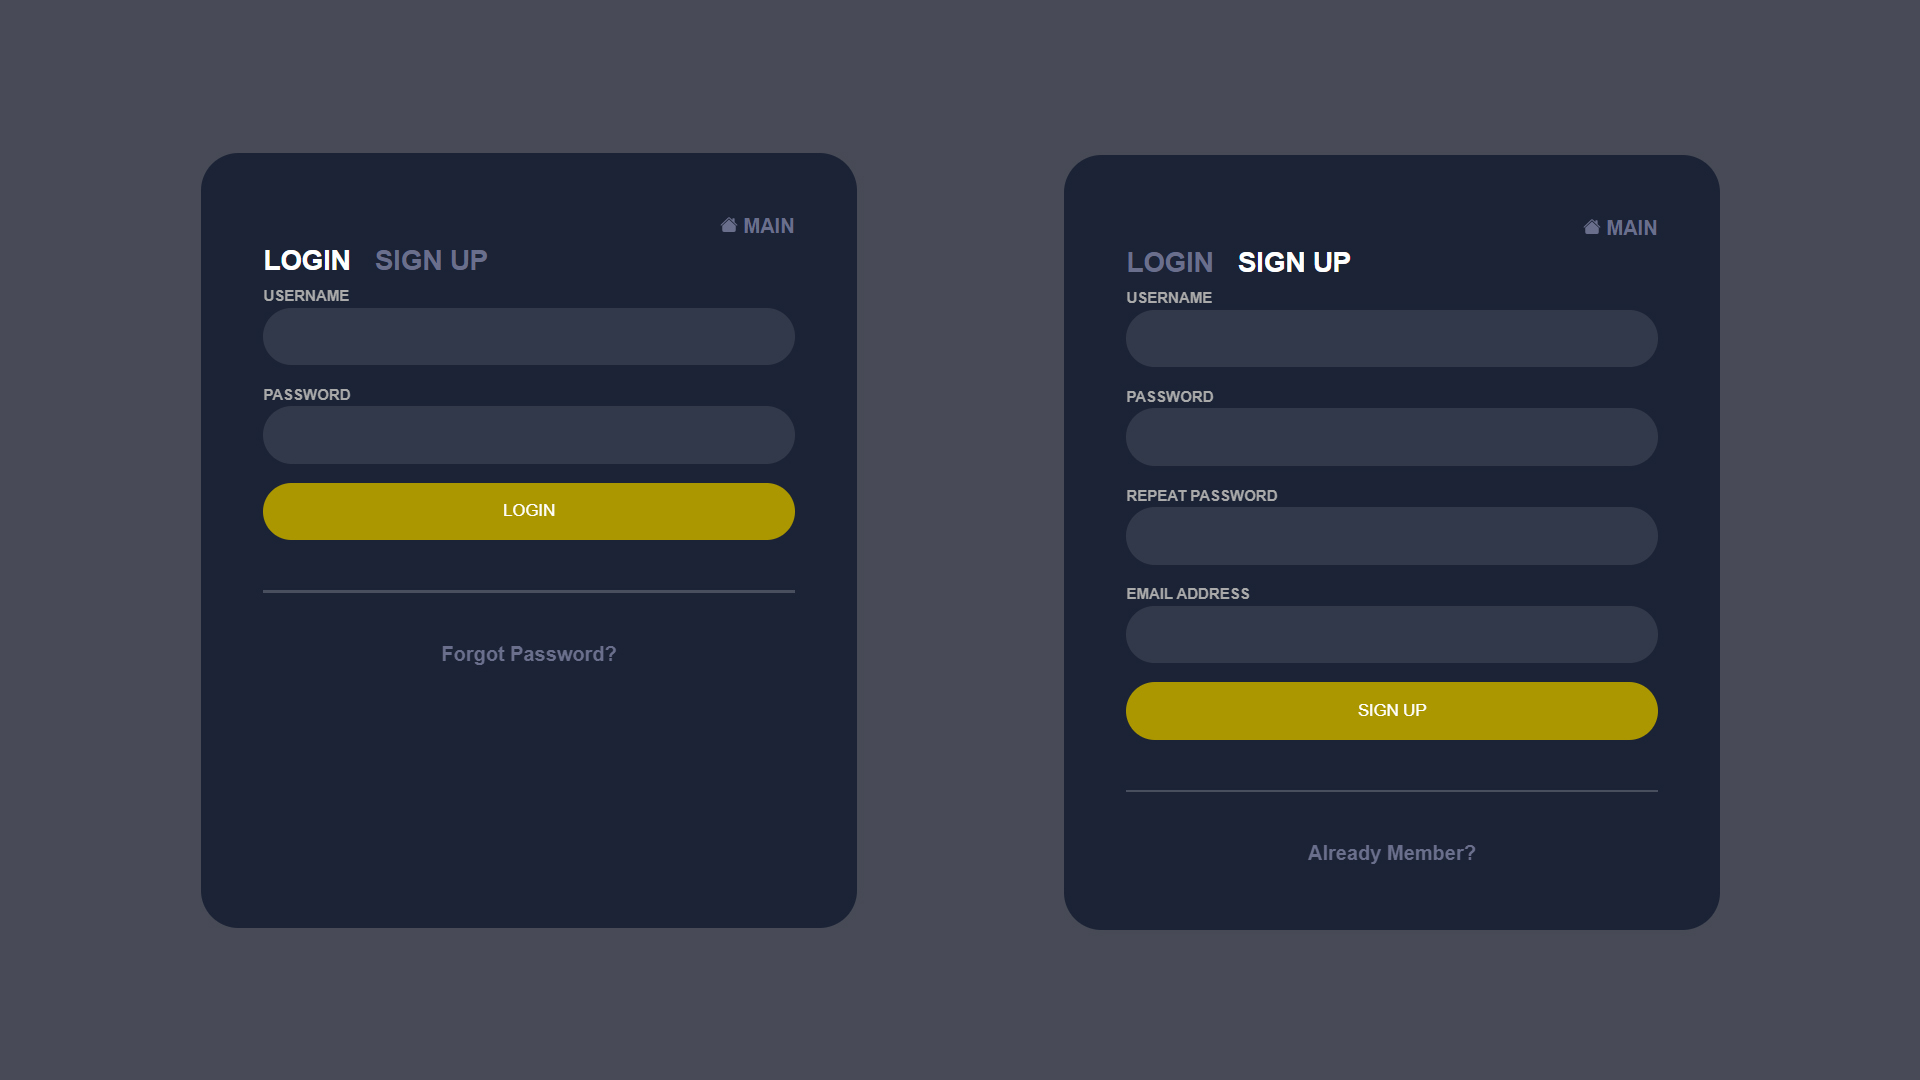 MAIN
LOGIN SIGN UP
USERNAME
PASSWORD
LOGIN
Forgot Password?
MAIN
LOGIN SIGN UP
USERNAME
PASSWORD
REPEAT PASSWORD
EMAIL ADDRESS
SIGN UP
Already Member?